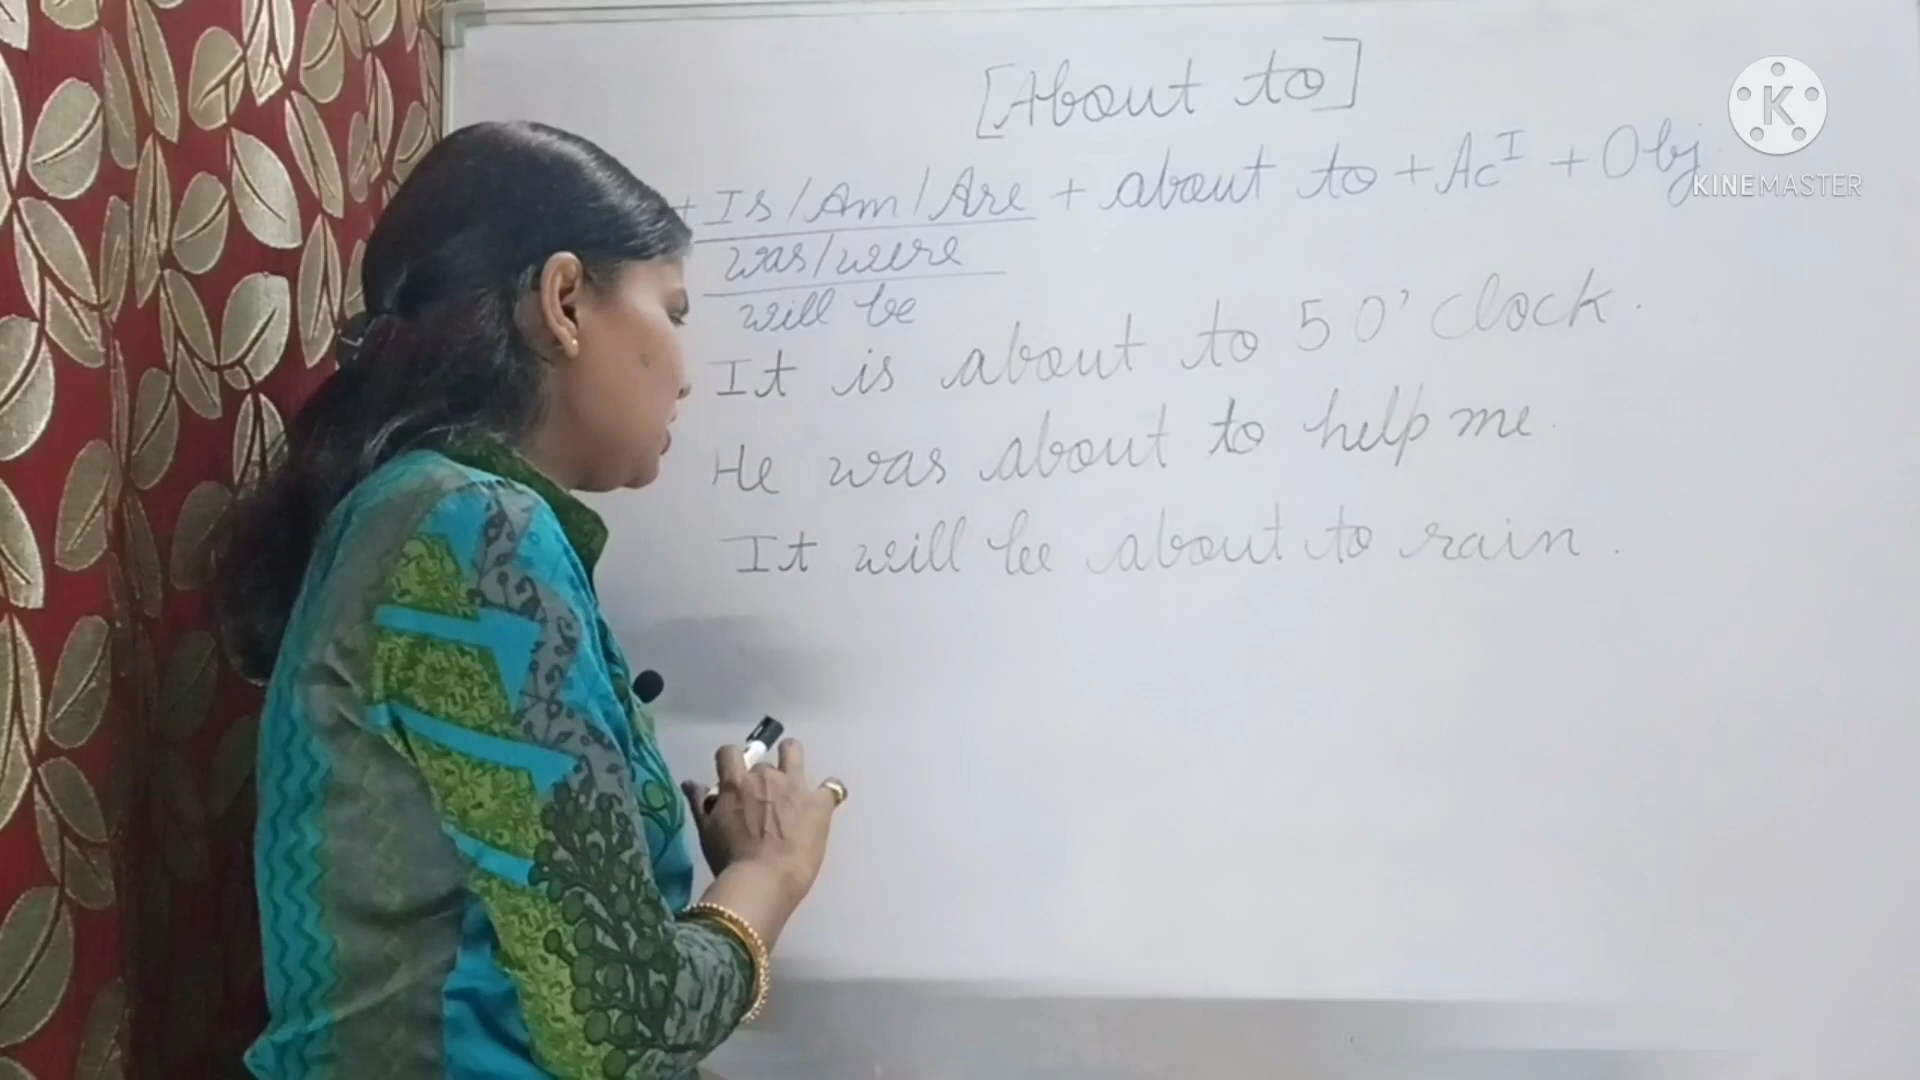 [About to]
+ Is/Am/Are + about to + Ac^I + Obj
was/were
will be
It is about to 5 O'clock.
He was about to help me.
It will be about to rain.
KINEMASTER